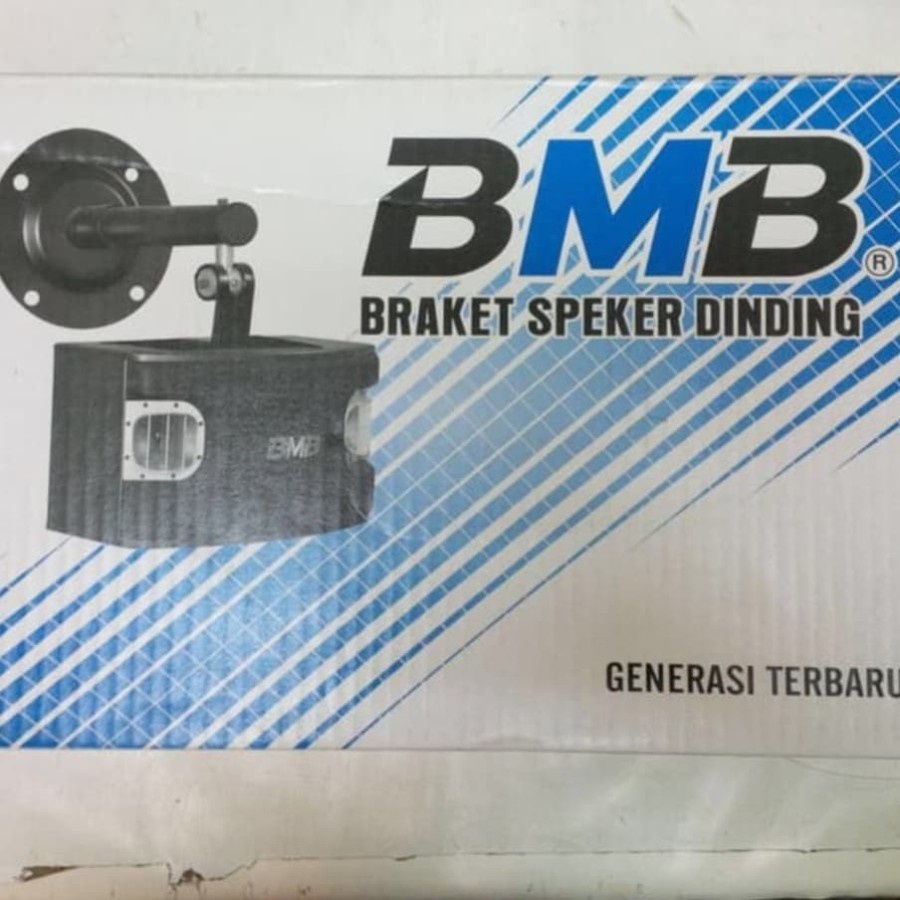 BMB®
BRAKET SPEKER DINDING
BMB
GENERASI TERBARU